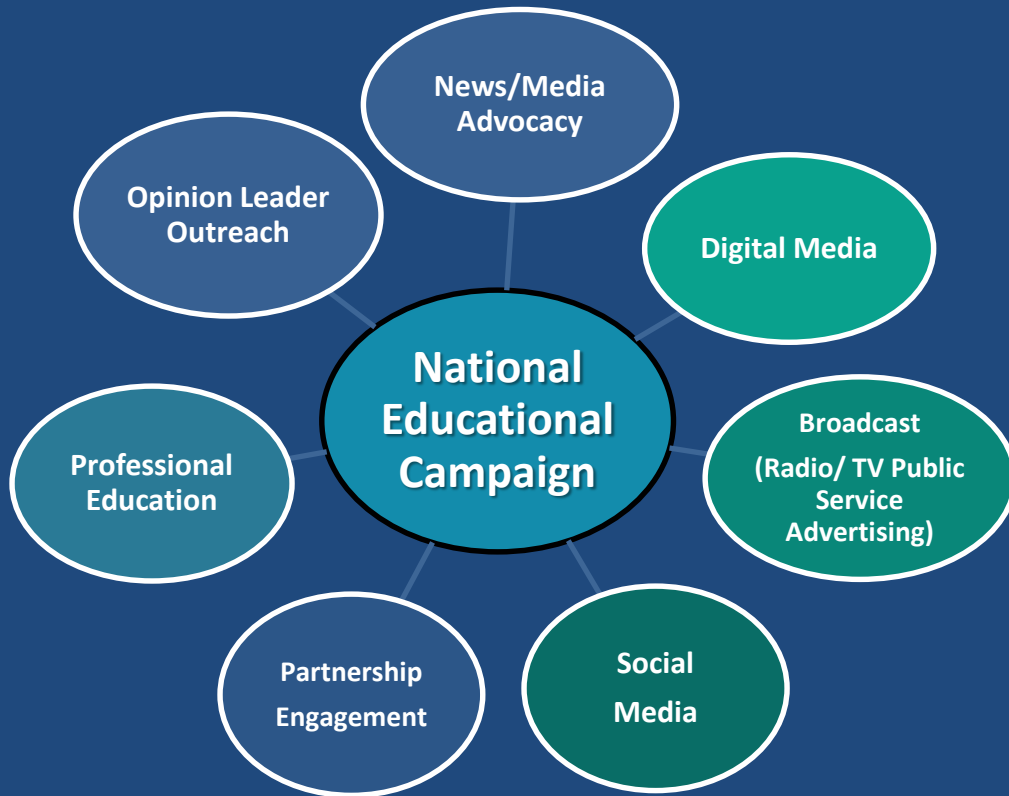 News/Media
Advocacy
Opinion Leader
Outreach
Digital Media
National
Educational
Campaign
Professional
Education
Broadcast
(Radio/ TV Public
Service
Advertising)
Partnership
Engagement
Social
Media